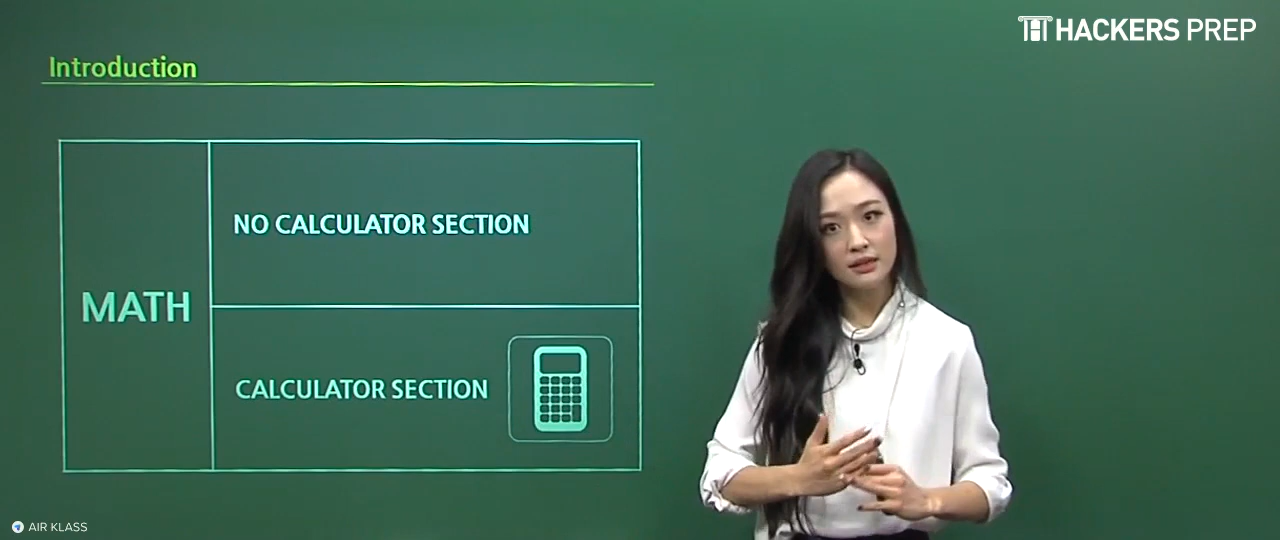 HACKERS PREP
Introduction
MATH
NO CALCULATOR SECTION
CALCULATOR SECTION
AIR KLASS